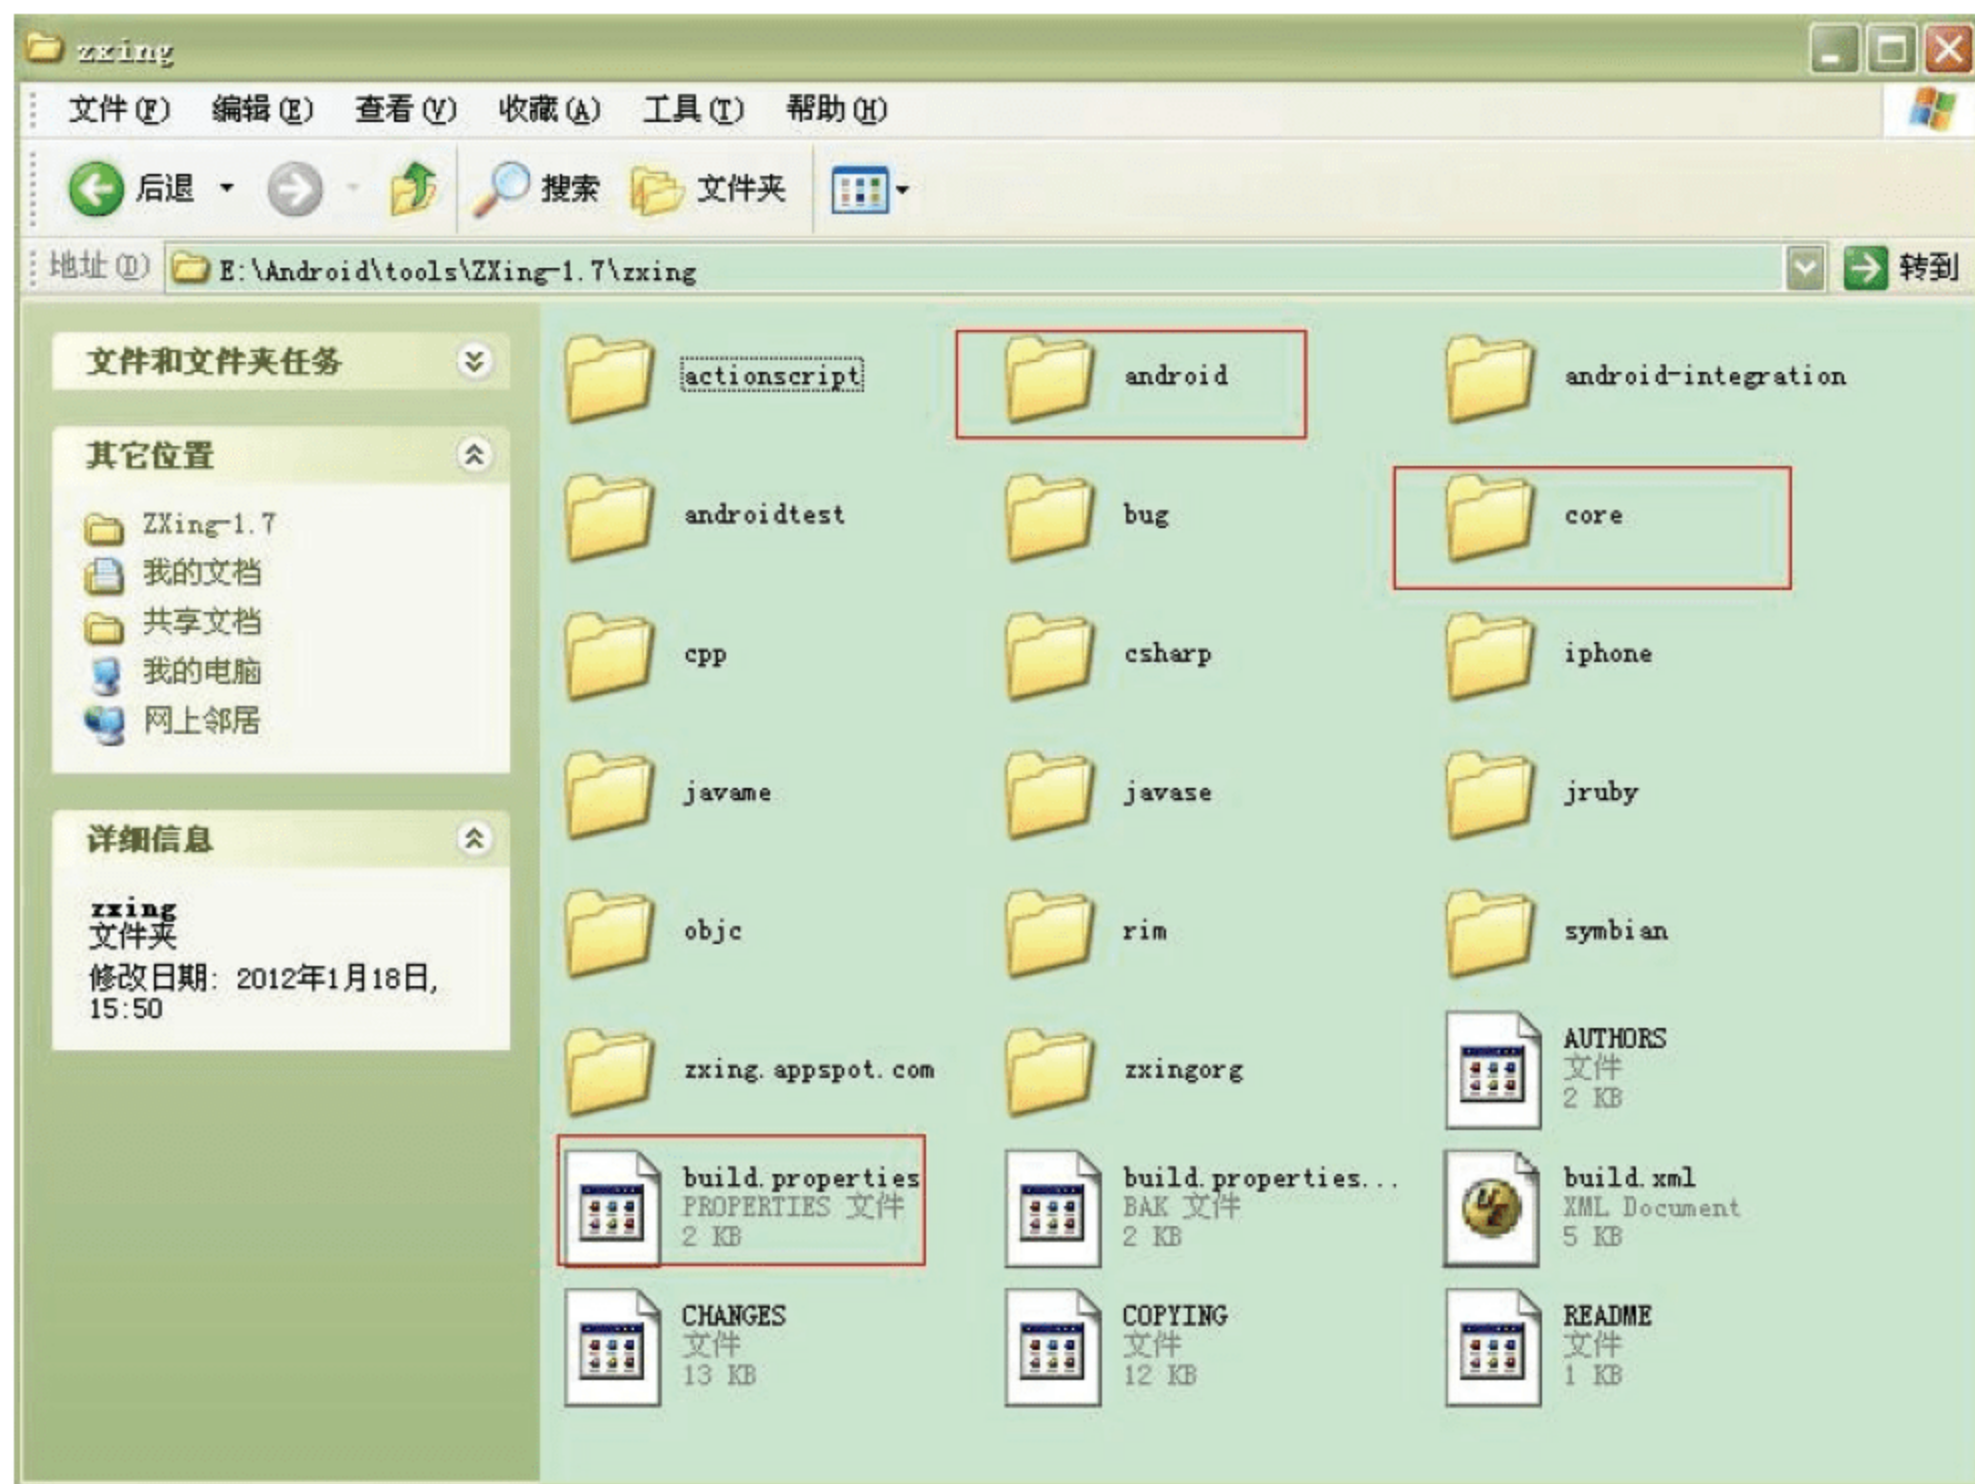 zxing
文件(F) 编辑(E) 查看(V) 收藏(A) 工具(T) 帮助(H)
后退 搜索 文件夹
地址(D) E:\Android\tools\ZXing-1.7\zxing 转到
文件和文件夹任务
其它位置
ZXing-1.7
我的文档
共享文档
我的电脑
网上邻居
详细信息
zxing
文件夹
修改日期: 2012年1月18日,
15:50
actionscript
android
android-integration
androidtest
bug
core
cpp
csharp
iphone
javame
javase
jruby
objc
rim
symbian
zxing.appspot.com
zxingorg
AUTHORS
文件
2 KB
build.properties
PROPERTIES 文件
2 KB
build.properties...
BAK 文件
2 KB
build.xml
XML Document
5 KB
CHANGES
文件
13 KB
COPYING
文件
12 KB
README
文件
1 KB